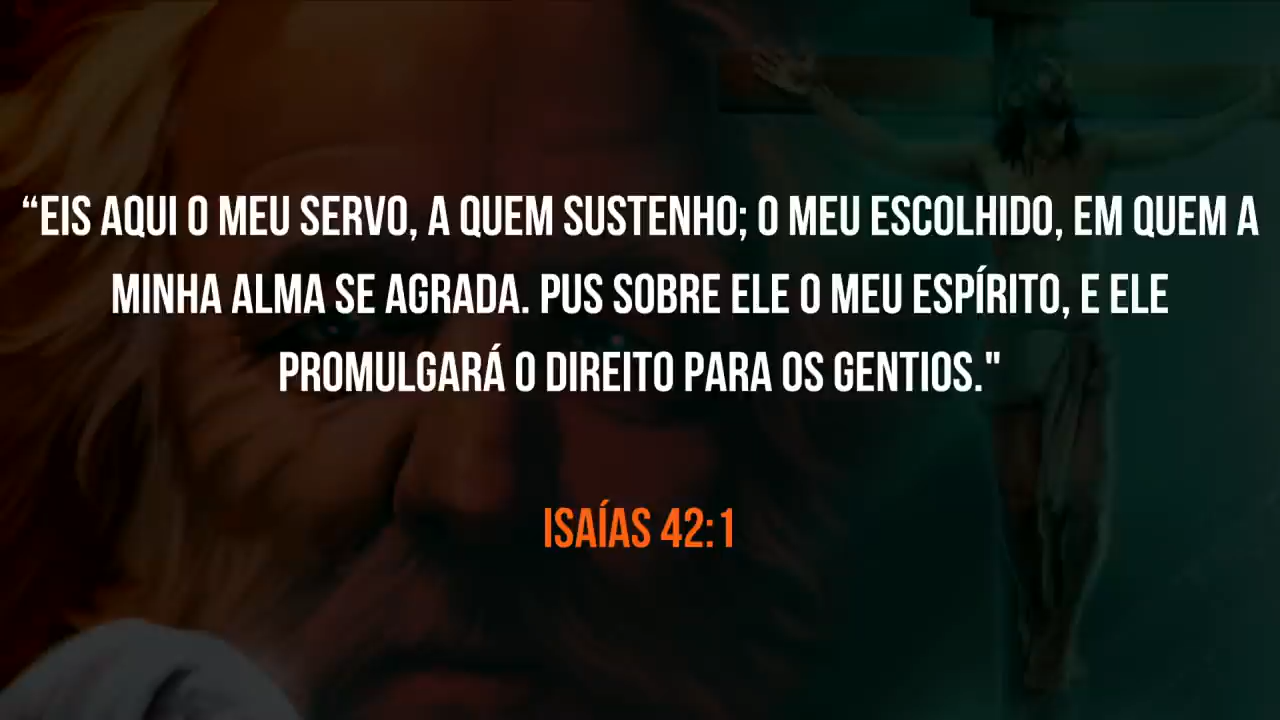 “EIS AQUI O MEU SERVO, A QUEM SUSTENHO; O MEU ESCOLHIDO, EM QUEM A
MINHA ALMA SE AGRADA. PUS SOBRE ELE O MEU ESPÍRITO, E ELE
PROMULGARÁ O DIREITO PARA OS GENTIOS."
ISAÍAS 42:1